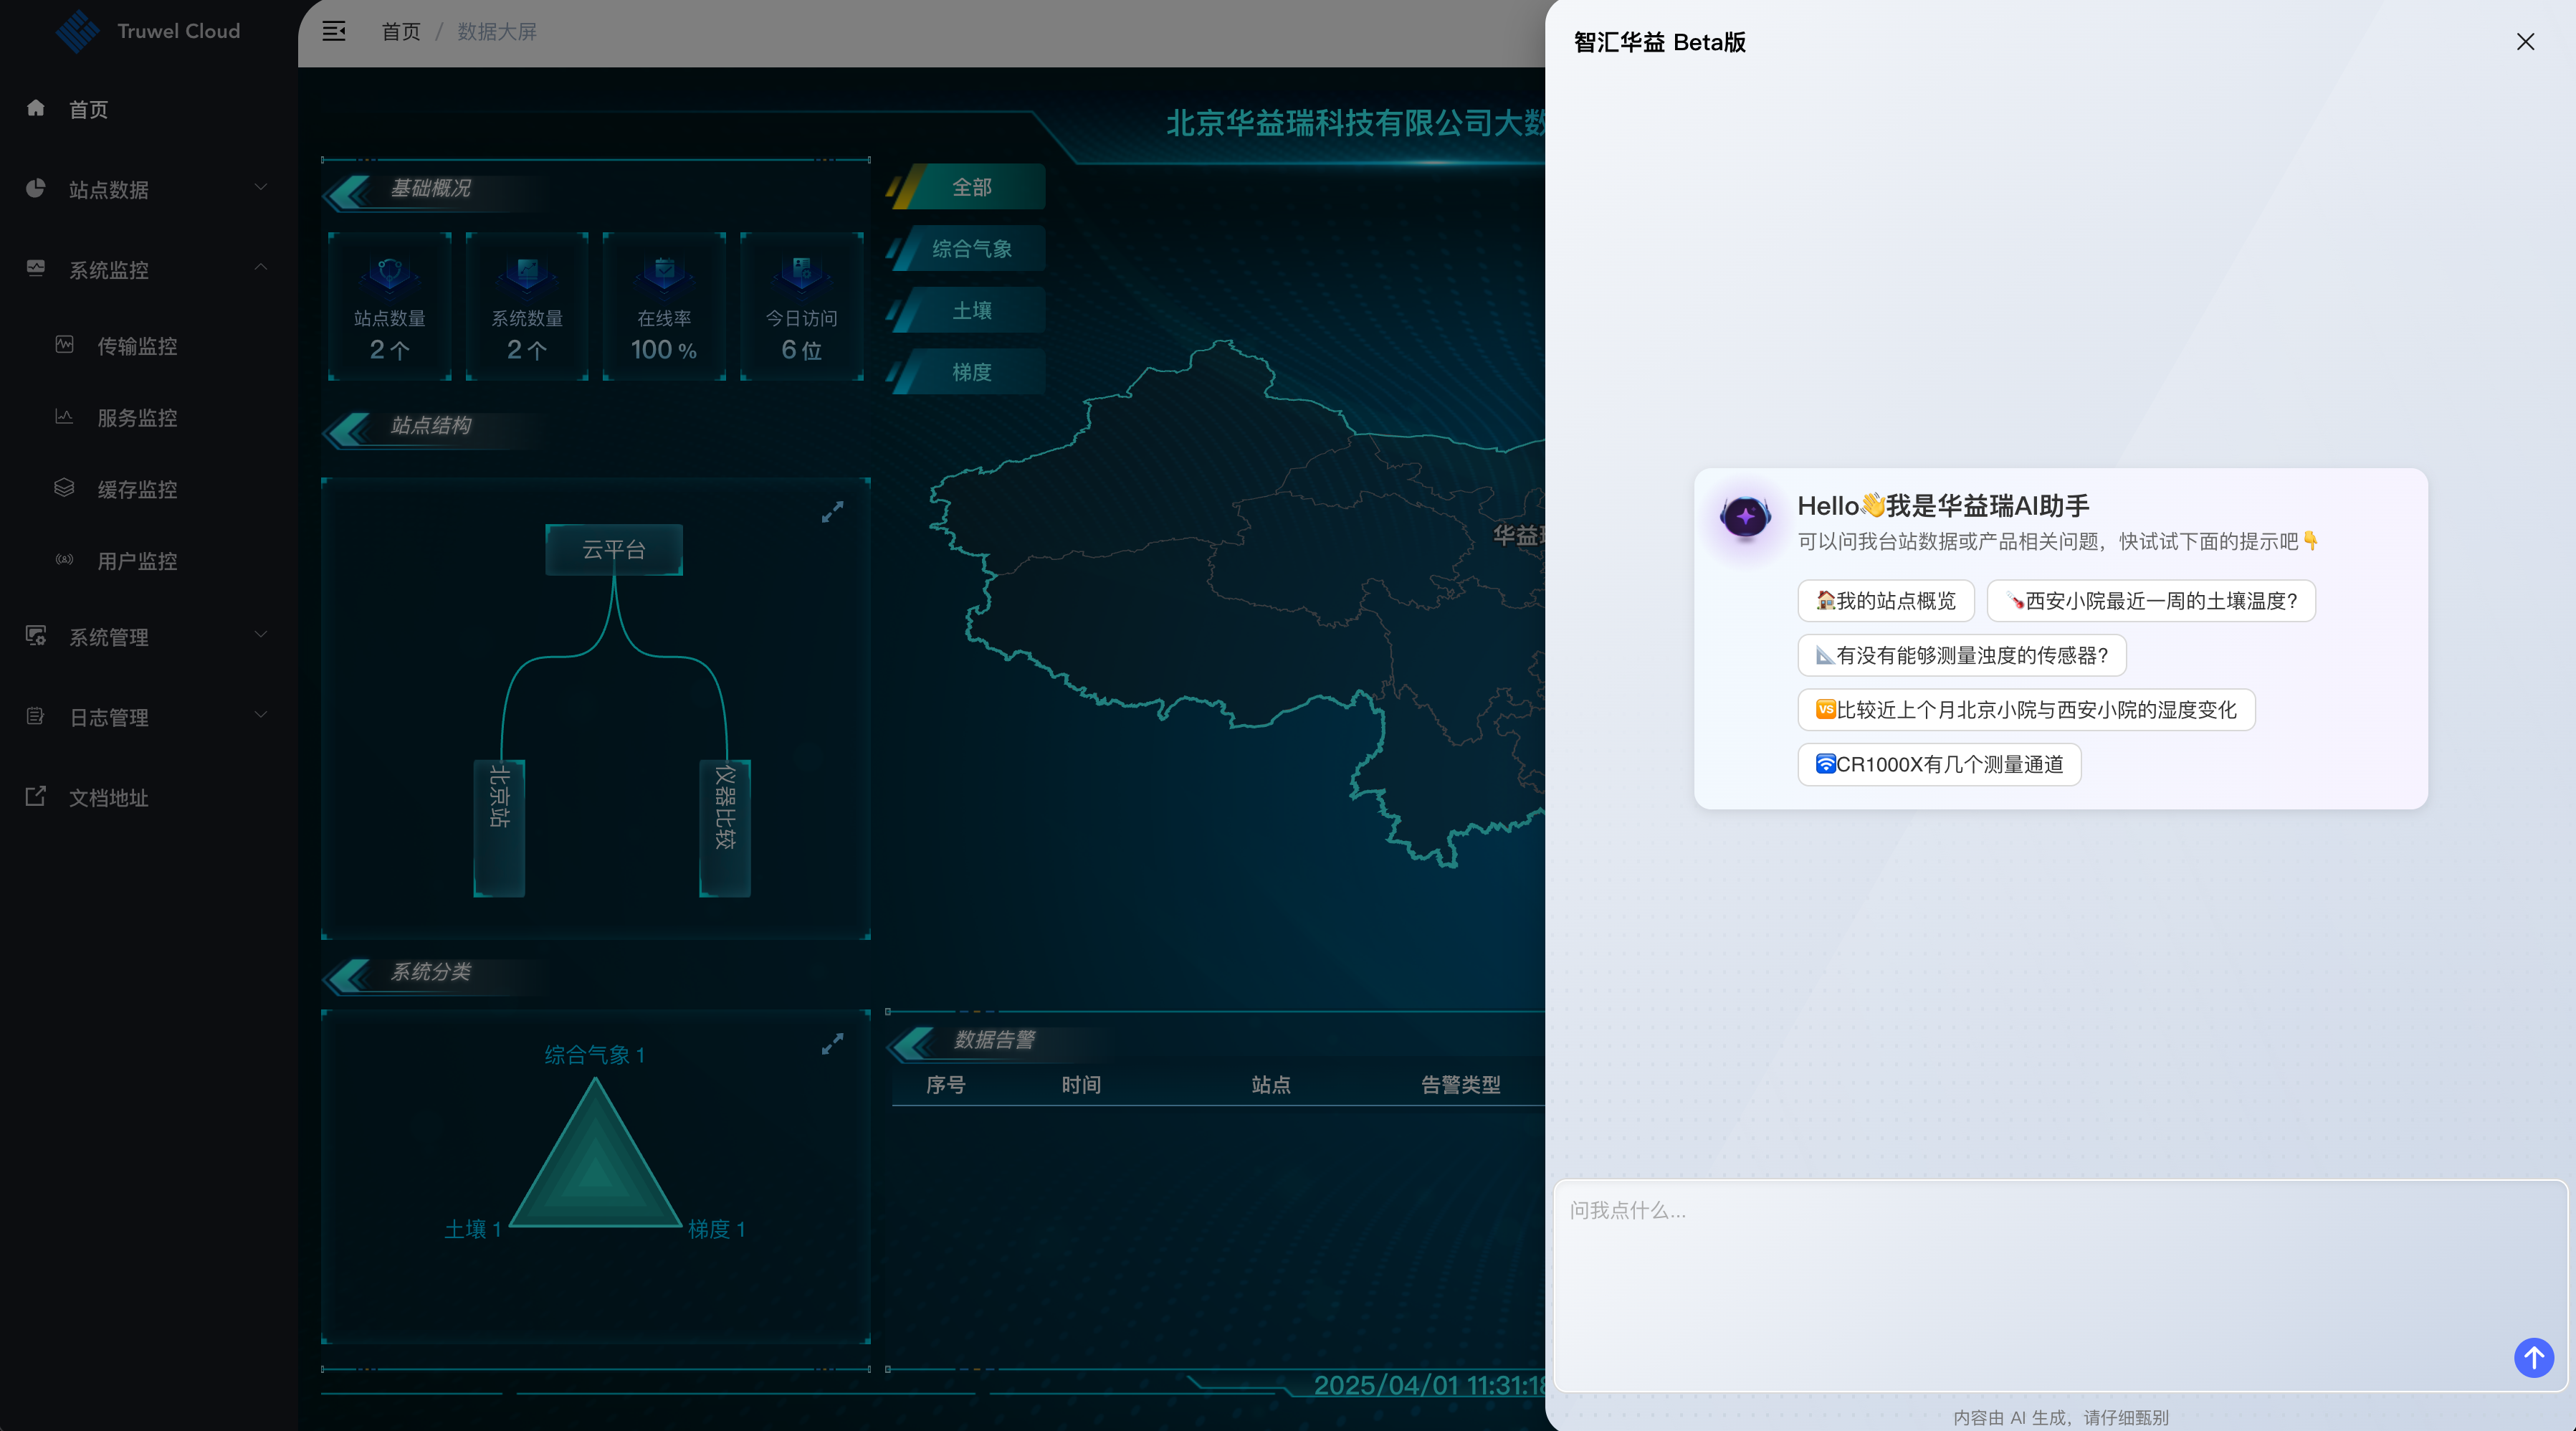 Truwel Cloud
首页
站点数据
系统监控
传输监控
服务监控
缓存监控
用户监控
系统管理
日志管理
文档地址
首页 / 数据大屏
北京华益瑞科技有限公司大数
基础概况
站点数量
2 个
系统数量
2 个
在线率
100 %
今日访问
6 位
站点结构
云平台
北京站
仪器比较
系统分类
综合气象 1
土壤 1
梯度 1
全部
综合气象
土壤
梯度
华益
数据告警
序号 时间 站点 告警类型
2025/04/01 11:31:18
智汇华益 Beta版
Hello👋我是华益瑞AI助手
可以问我台站数据或产品相关问题，快试试下面的提示吧👇
🏠我的站点概览
🌡️西安小院最近一周的土壤温度?
📐有没有能够测量浊度的传感器?
🆚比较近上个月北京小院与西安小院的湿度变化
🛜CR1000X有几个测量通道
问我点什么...
内容由 AI 生成，请仔细甄别